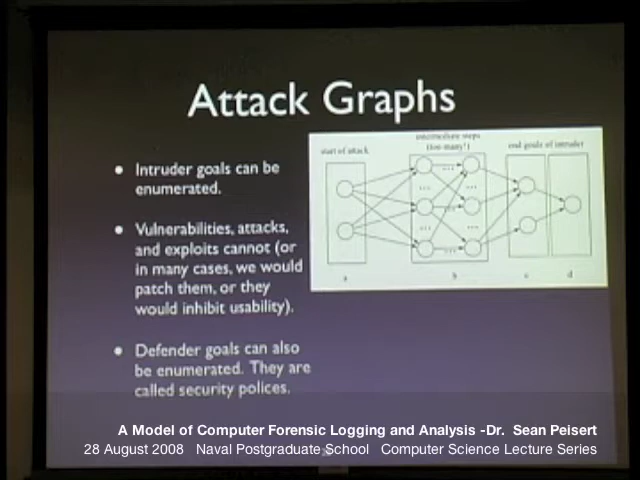 Attack Graphs
• Intruder goals can be
enumerated.
• Vulnerabilities, attacks,
and exploits cannot (or
in many cases, we would
patch them, or they
would inhibit usability).
• Defender goals can also
be enumerated. They are
called security polices.
intermediate steps
(too many!)
start of attack
end goals of intruder
a
b
c
d
A Model of Computer Forensic Logging and Analysis -Dr. Sean Peisert
28 August 2008 Naval Postgraduate School Computer Science Lecture Series